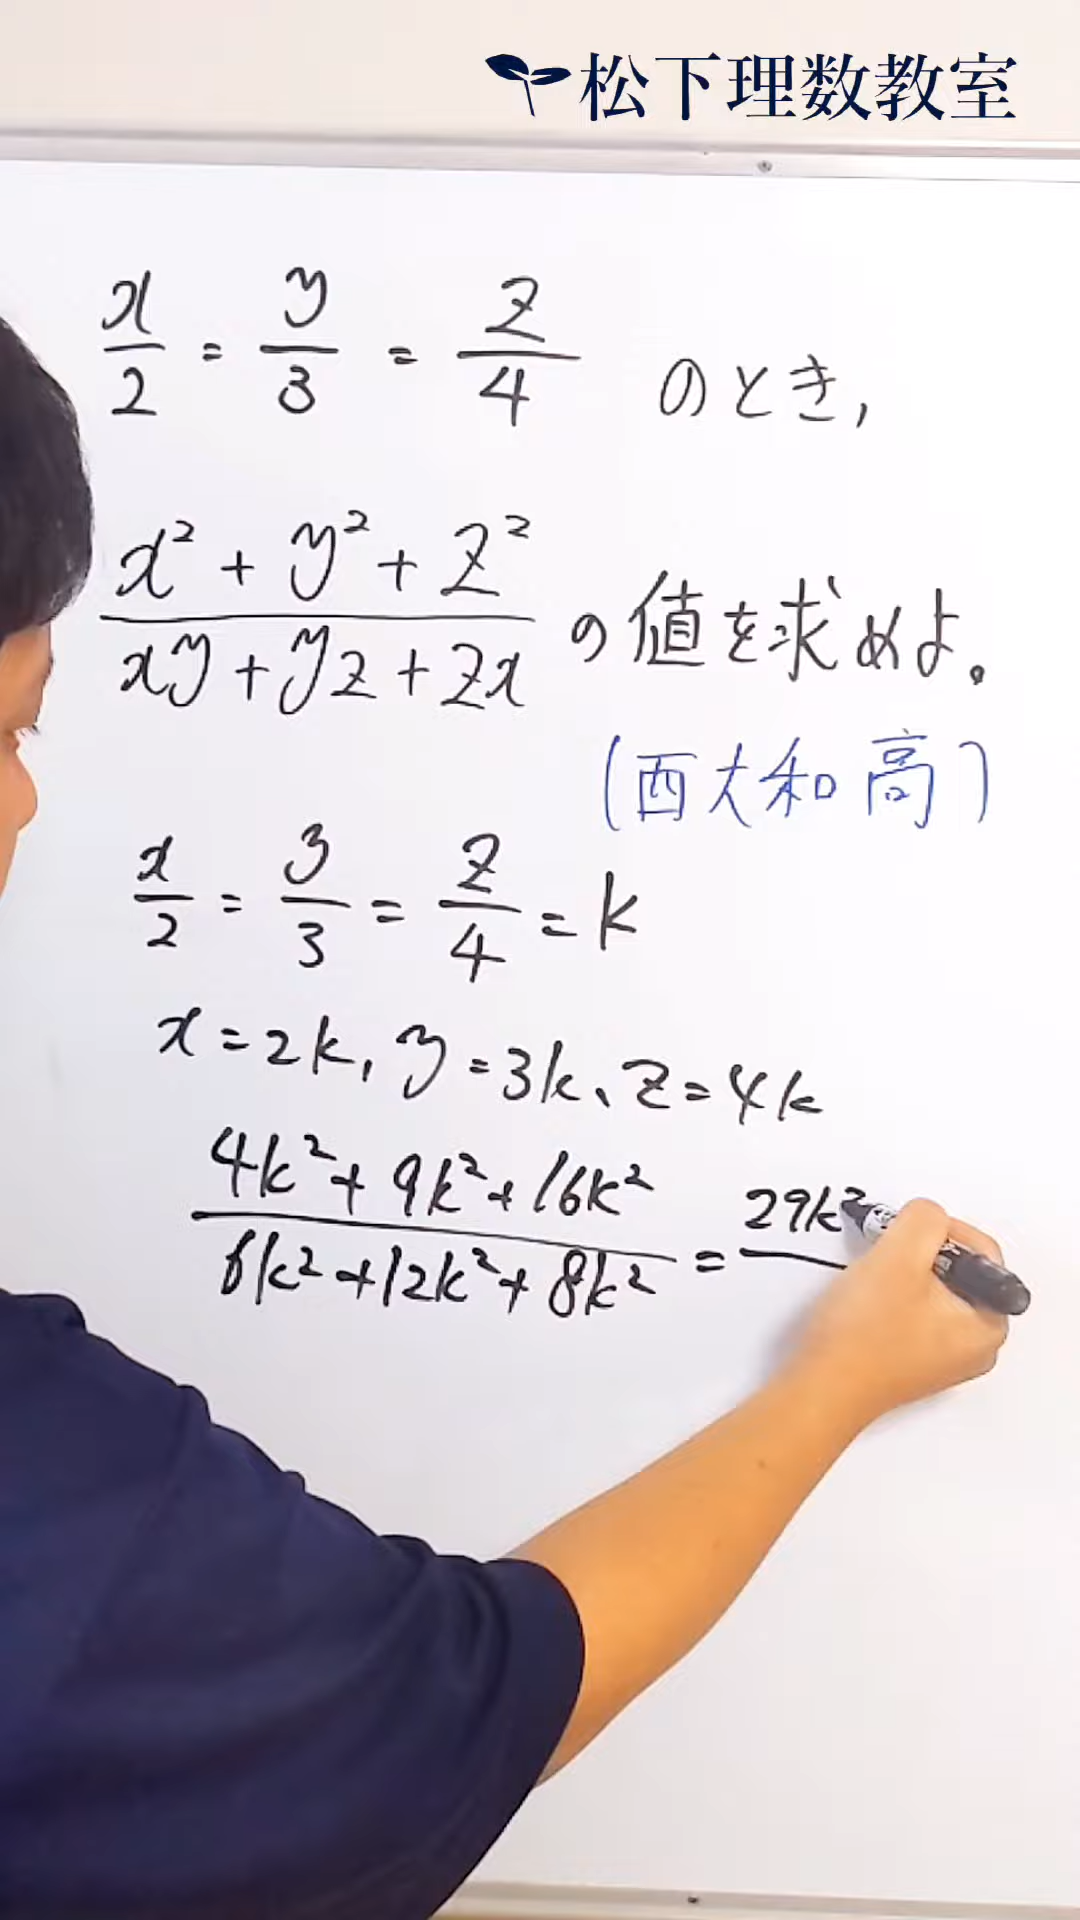 松下理数教室
x/2 = y/3 = z/4 のとき,
(x² + y² + z²)/(xy + yz + zx) の値を求めよ。
(西大和高)
x/2 = 3/3 = z/4 = k
x = 2k, y = 3k、z = 4k
(4k² + 9k² + 16k²)/(6k² + 12k² + 8k²) = 29k²